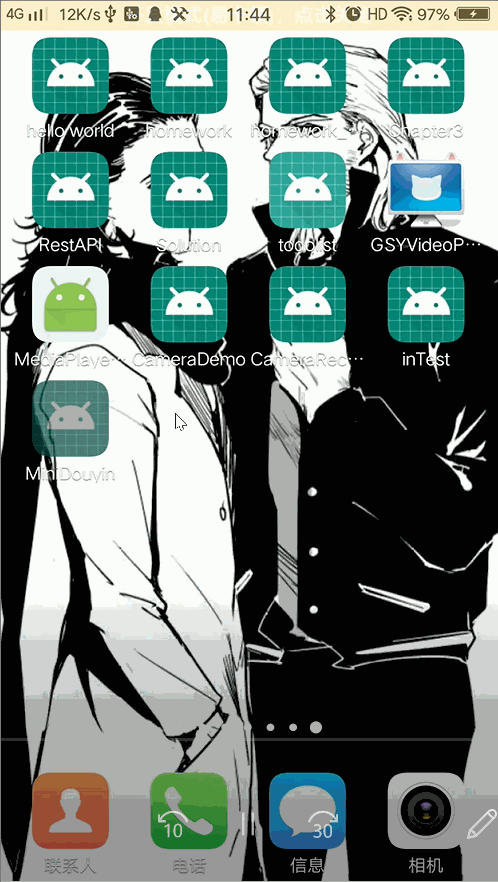 4G 12K/s 11:44 HD 97%
hello world homework homework_ Chapter3
RestAPI Solution todolist GSYVideoP···
MediaPlaye··· CameraDemo CameraRec··· inTest
MiniDouyin
10 30
联系人 电话 信息 相机